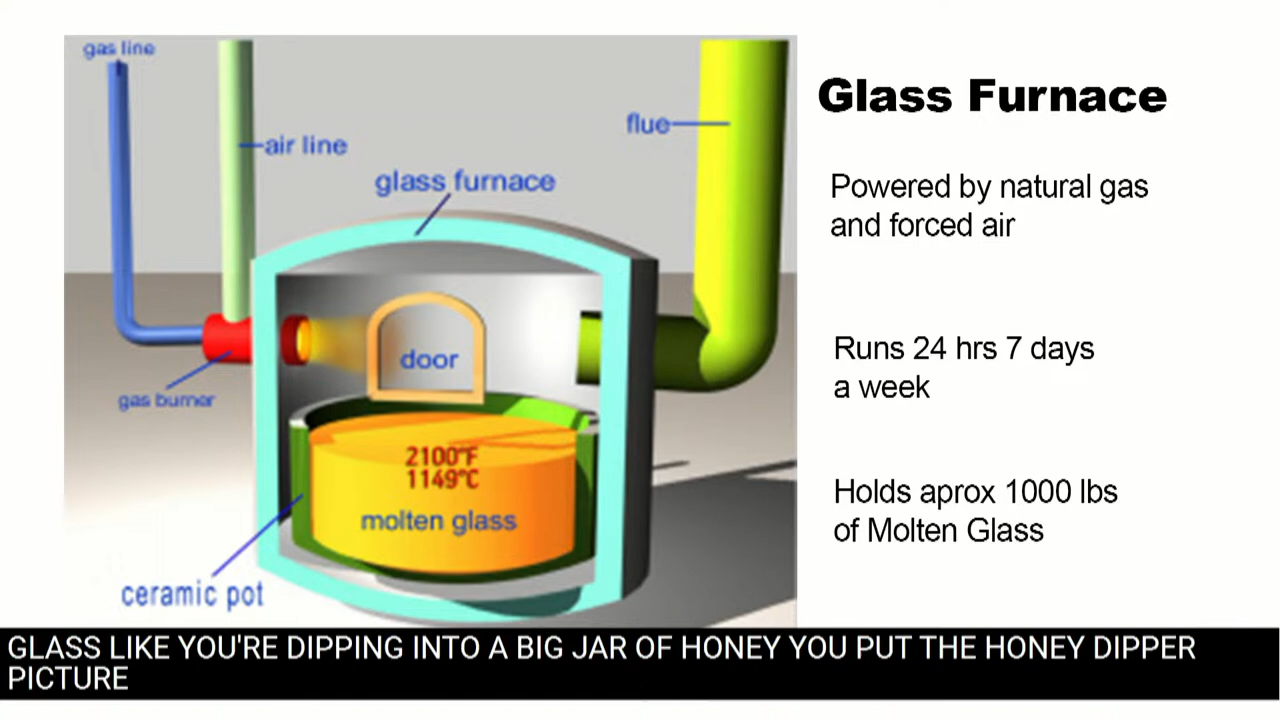 gas line
air line
flue
glass furnace
Glass Furnace
Powered by natural gas
and forced air
door
gas burner
Runs 24 hrs 7 days
a week
2100°F
1149°C
molten glass
Holds aprox 1000 lbs
of Molten Glass
ceramic pot
GLASS LIKE YOU'RE DIPPING INTO A BIG JAR OF HONEY YOU PUT THE HONEY DIPPER
PICTURE